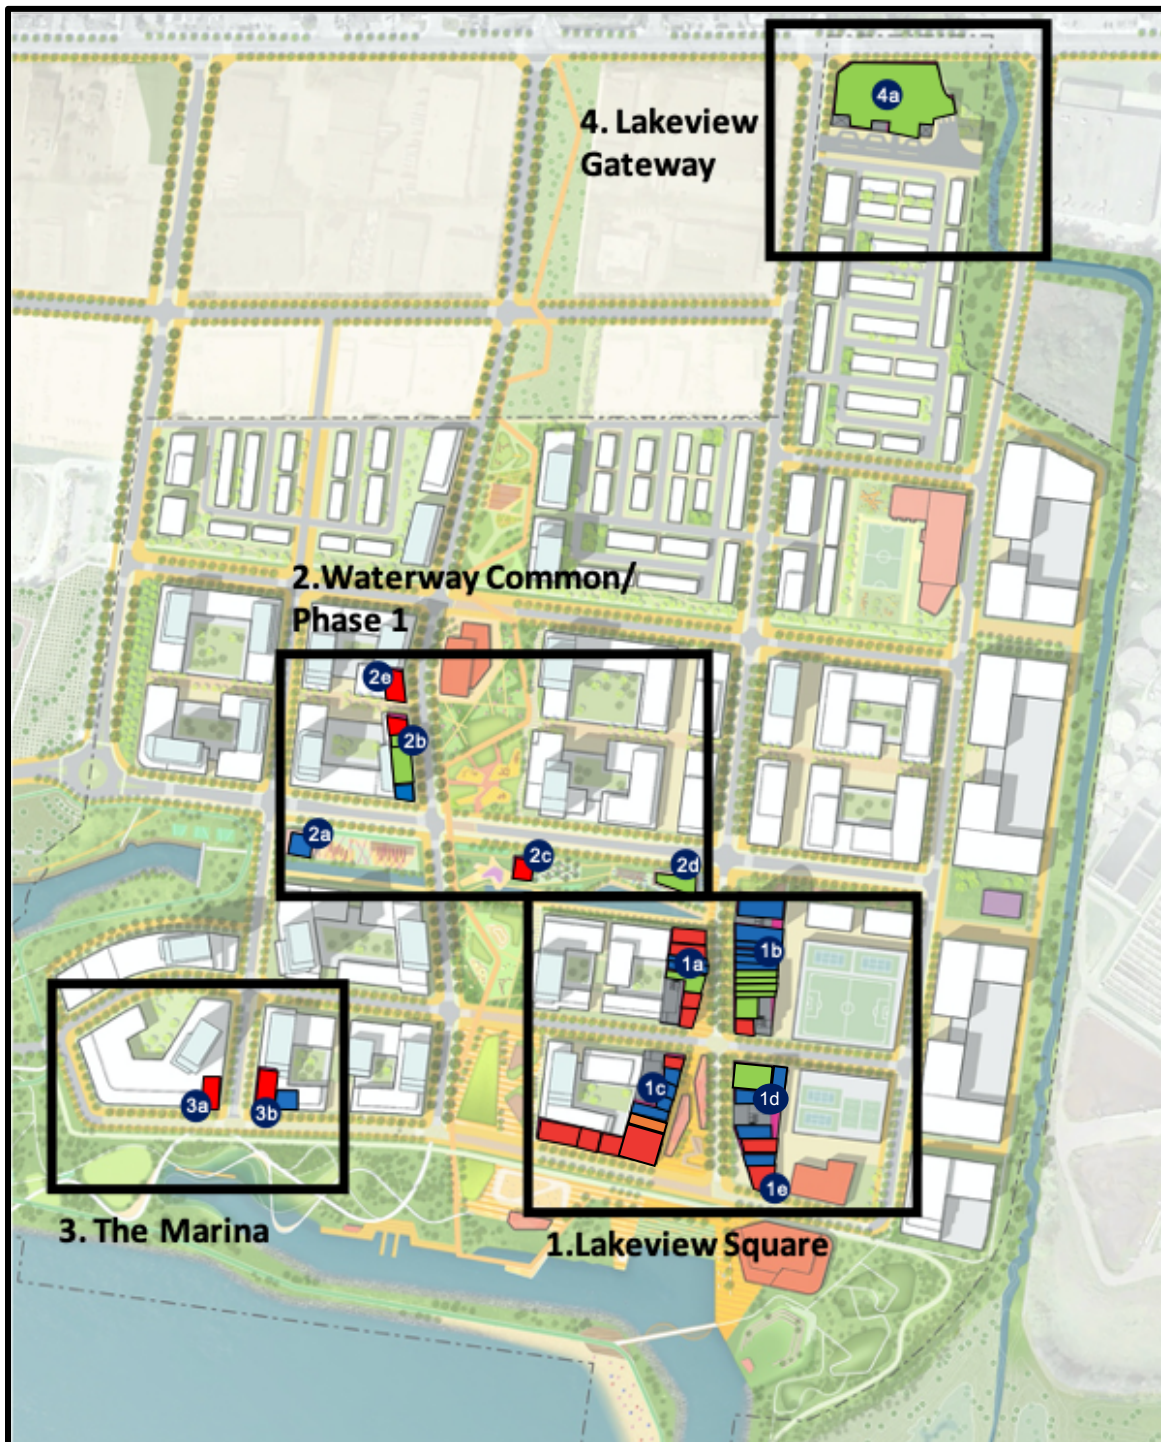 4a
4. Lakeview
Gateway
2.Waterway Common/
Phase 1
2e
2b
2a
2c
2d
1a
1b
1c
1d
1e
3a
3b
3. The Marina
1.Lakeview Square